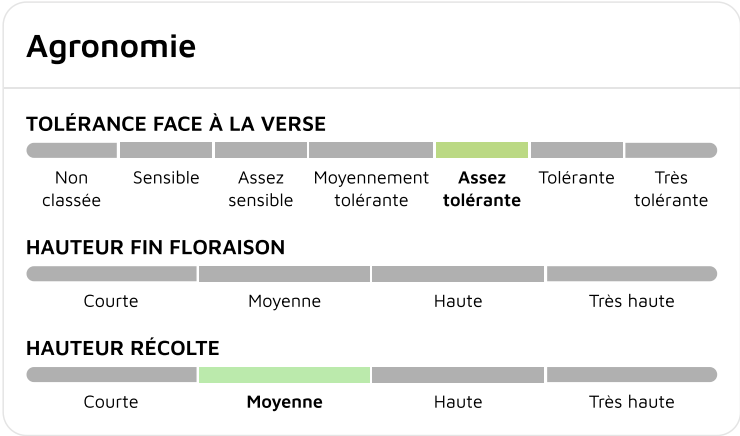 Agronomie
TOLÉRANCE FACE À LA VERSE
Non Sensible Assez Moyennement Assez Tolérante Très
classée sensible tolérante tolérante tolérante
HAUTEUR FIN FLORAISON
Courte Moyenne Haute Très haute
HAUTEUR RÉCOLTE
Courte Moyenne Haute Très haute